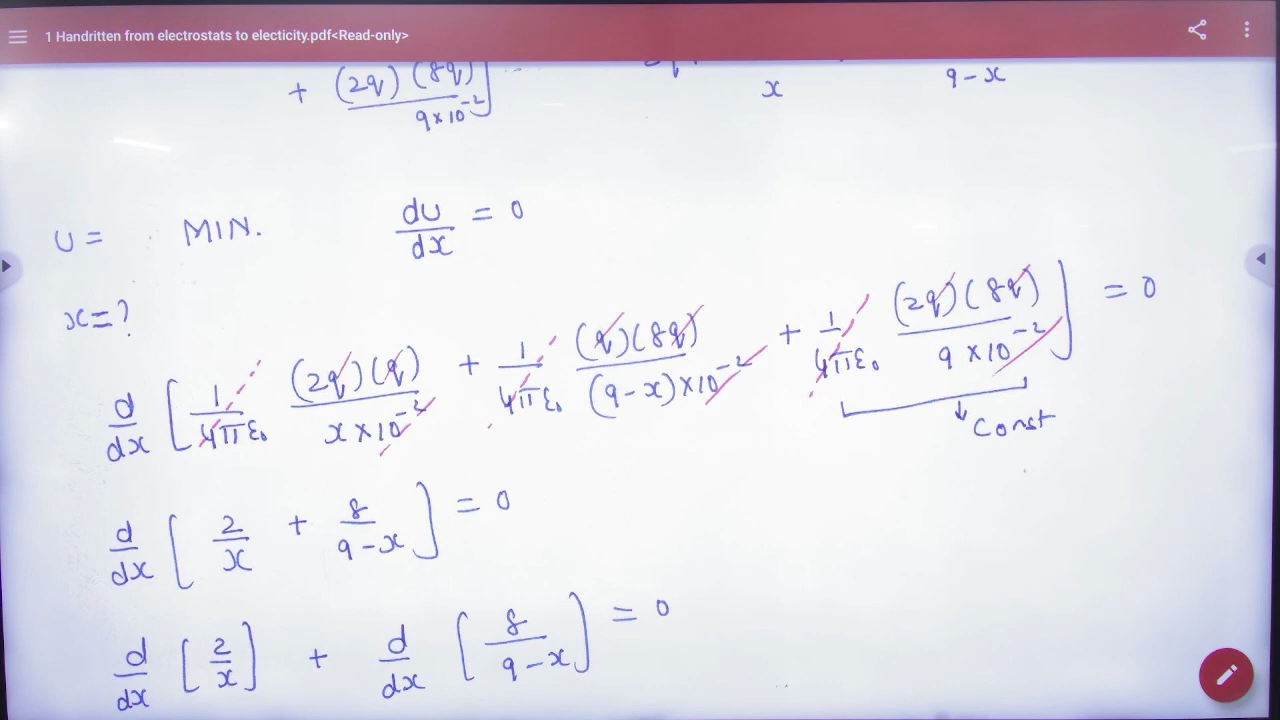 1 Handritten from electrostats to electicity.pdf<Read-only>
+ (2q) (8q) / 9×10⁻² ]
x 9-x
U = MIN. du/dx = 0
x = ?
d/dx [ 1/4πε₀ (2q)(q) / x×10⁻² + 1/4πε₀ (q)(8q) / (9-x)×10⁻² + 1/4πε₀ (2q)(8q) / 9×10⁻² ] = 0
↓ Const
d/dx [ 2/x + 8/9-x ] = 0
d/dx [ 2/x ] + d/dx [ 8/9-x ] = 0